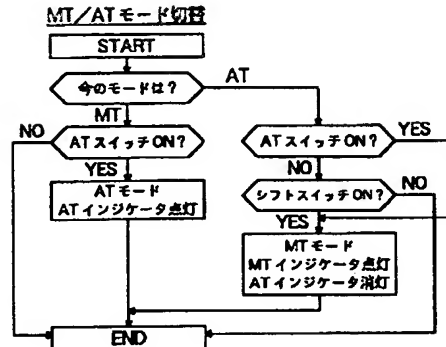 MT/ATモード切替
START
今のモードは?
AT
MT
NO
ATスイッチON?
YES
ATモード
ATインジケータ点灯
ATスイッチON?
YES
NO
シフトスイッチON?
NO
YES
MTモード
MTインジケータ点灯
ATインジケータ消灯
END